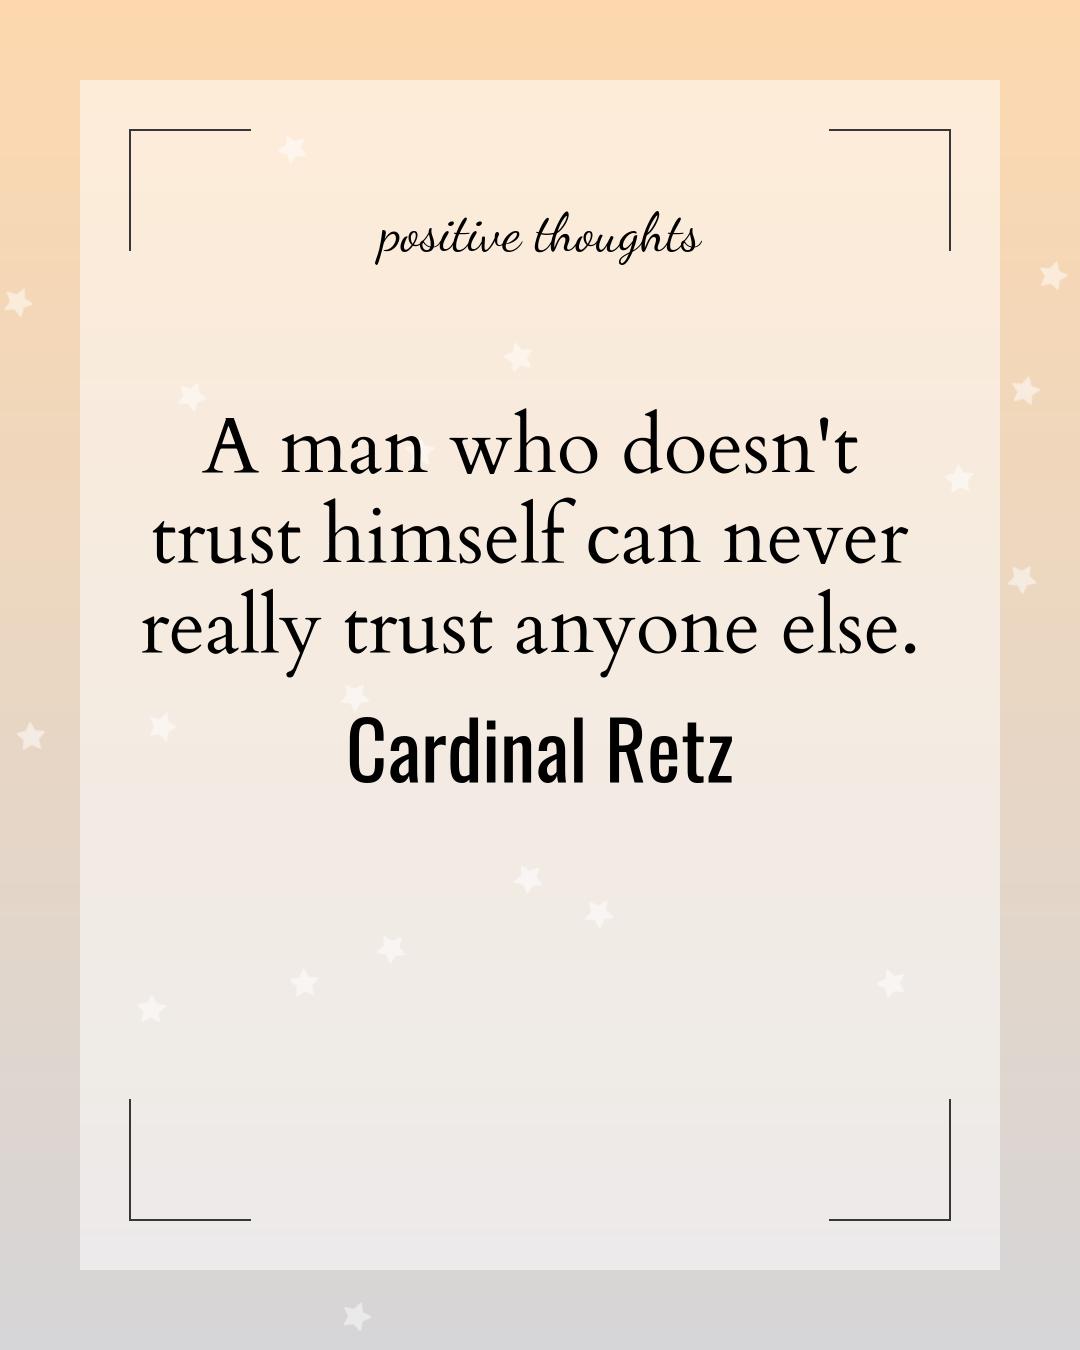 positive thoughts
A man who doesn't
trust himself can never
really trust anyone else.
Cardinal Retz